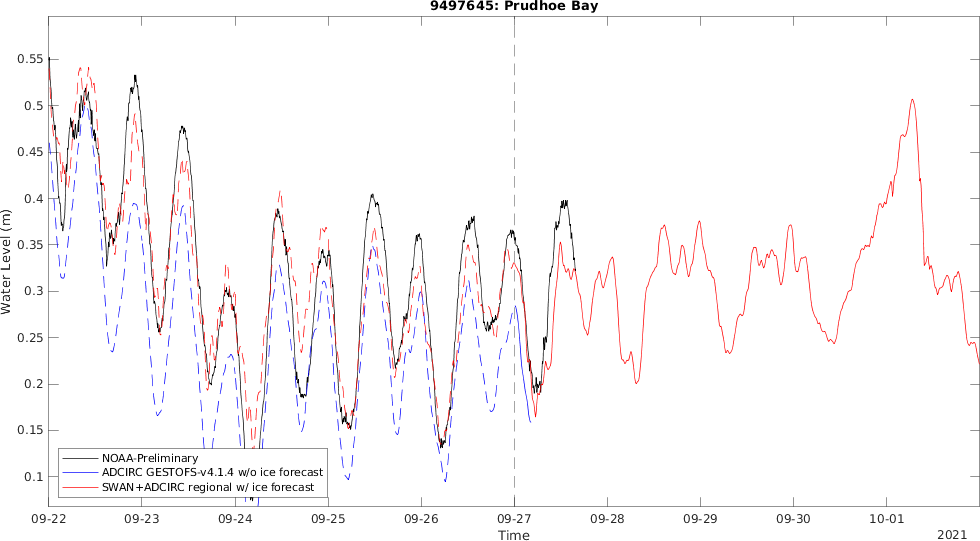 9497645: Prudhoe Bay
Water Level (m)
0.55
0.5
0.45
0.4
0.35
0.3
0.25
0.2
0.15
0.1
NOAA-Preliminary
ADCIRC GESTOFS-v4.1.4 w/o ice forecast
SWAN+ADCIRC regional w/ ice forecast
09-22 09-23 09-24 09-25 09-26 09-27 09-28 09-29 09-30 10-01
Time
2021